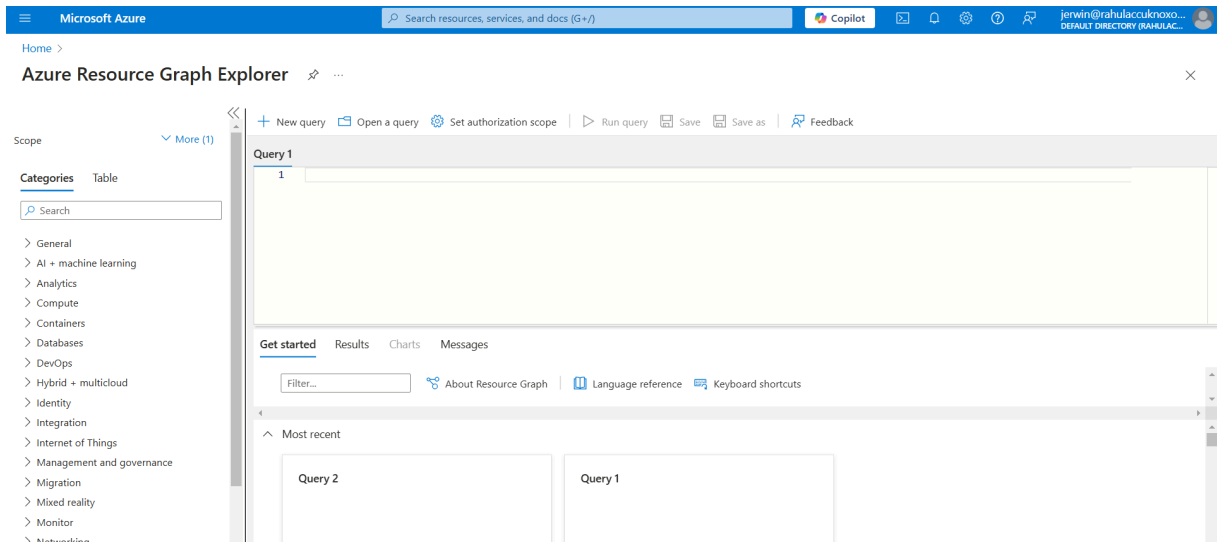 Microsoft Azure
Search resources, services, and docs (G+/)
Copilot
jerwin@rahulaccuknoxo...
DEFAULT DIRECTORY (RAHULAC...
Home >
Azure Resource Graph Explorer
...
Scope
More (1)
Categories Table
Search
General
AI + machine learning
Analytics
Compute
Containers
Databases
DevOps
Hybrid + multicloud
Identity
Integration
Internet of Things
Management and governance
Migration
Mixed reality
Monitor
Networking
New query Open a query Set authorization scope Run query Save Save as Feedback
Query 1
1
Get started Results Charts Messages
Filter... About Resource Graph Language reference Keyboard shortcuts
Most recent
Query 2 Query 1